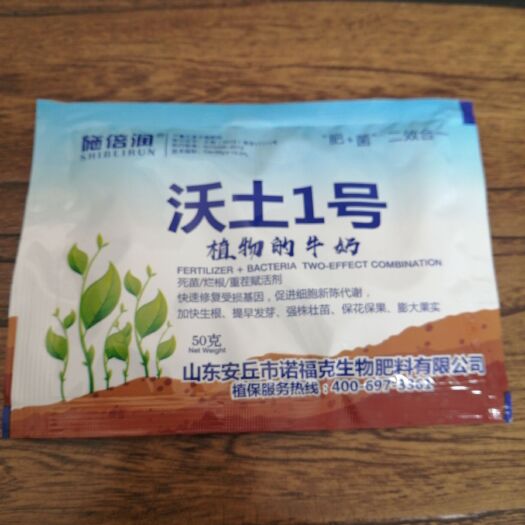 施倍润
SHIBEIRUN
"肥+菌" 二效合一
沃土1号
植物的牛奶
FERTILIZER + BACTERIA TWO-EFFECT COMBINATION
死苗/烂根/重茬赋活剂
快速修复受损基因，促进细胞新陈代谢，
加快生根、提早发芽、强株壮苗、保花保果、膨大果实
50克
Net Weight
山东安丘市诺福克生物肥料有限公司
植保服务热线：400-697-3361